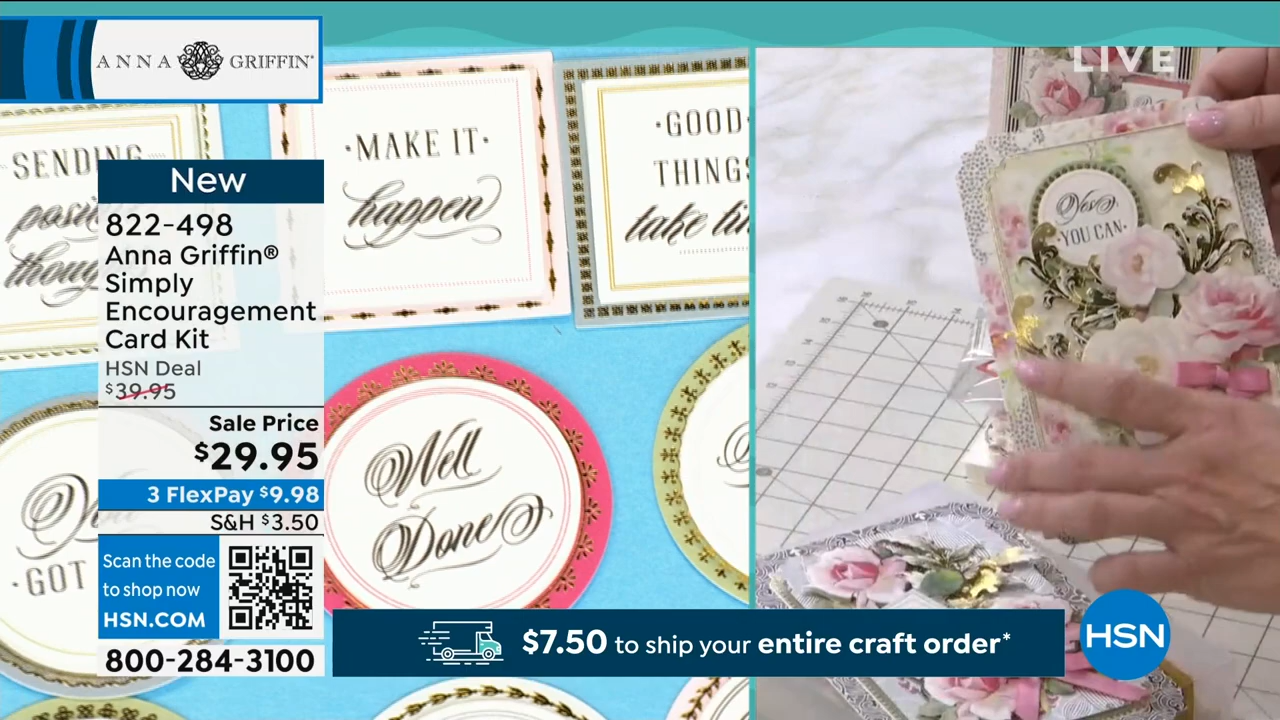 ANNA GRIFFIN®
LIVE
SENDING
·MAKE IT·
happen
·GOOD
THINGS
take
Yes
YOU CAN·
New
822-498
Anna Griffin®
Simply
Encouragement
Card Kit
HSN Deal
$39.95
Sale Price
$29.95
3 FlexPay $9.98
S&H $3.50
Scan the code
to shop now
HSN.COM
800-284-3100
Well
Done
·GOT
$7.50 to ship your entire craft order*
HSN